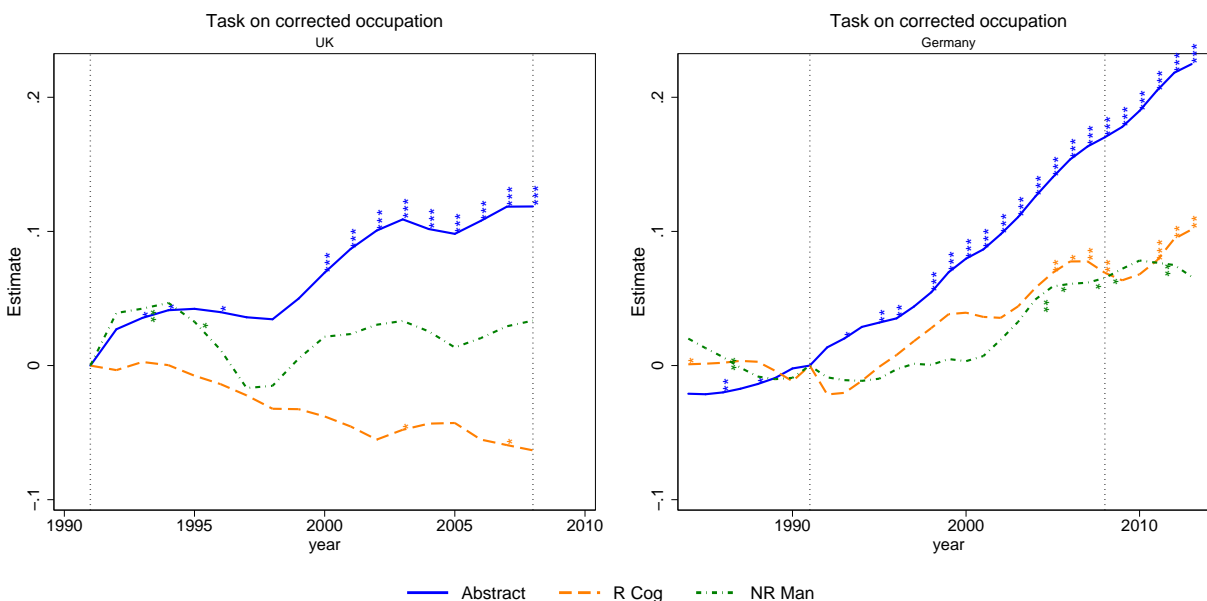 Task on corrected occupation
UK
Estimate
.2
.1
0
-.1
1990 1995 2000 2005 2010
year
Task on corrected occupation
Germany
Estimate
.2
.1
0
-.1
1990 2000 2010
year
Abstract R Cog NR Man